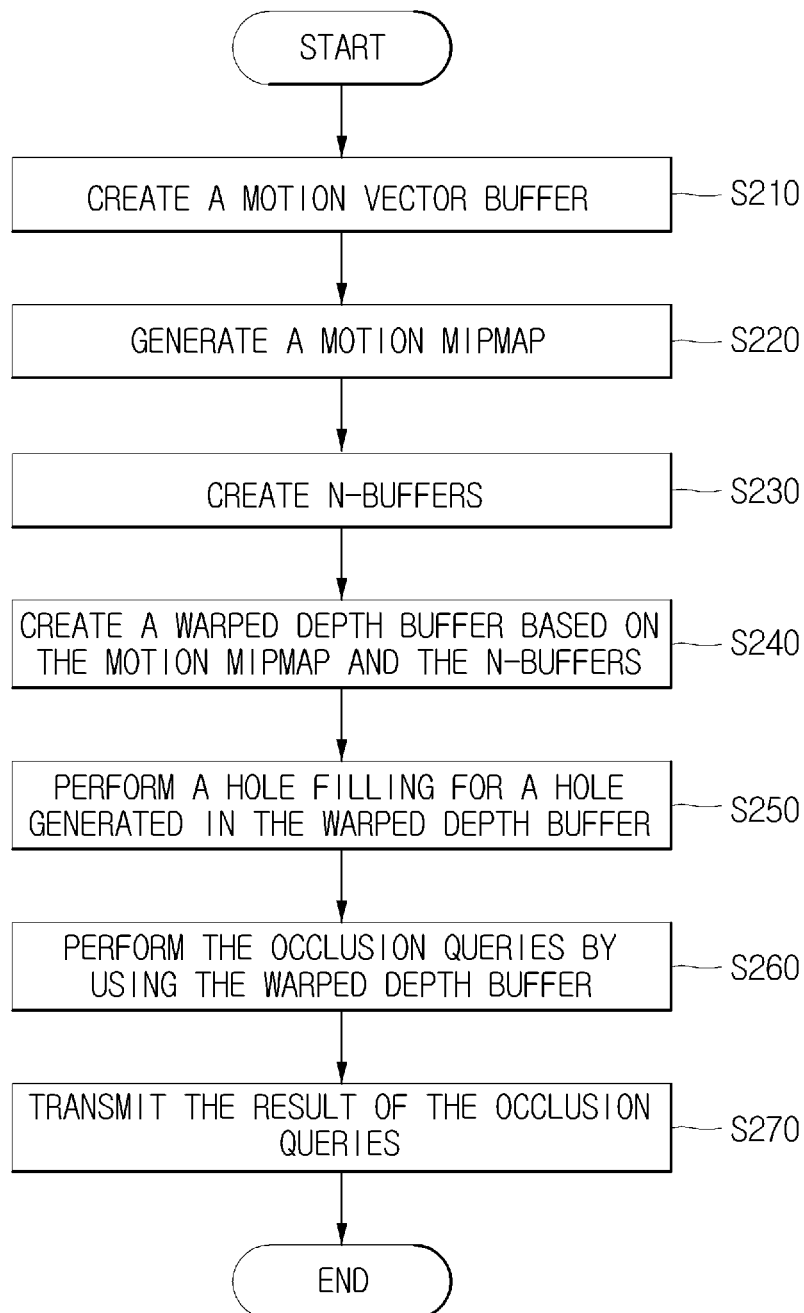 START
CREATE A MOTION VECTOR BUFFER
S210
GENERATE A MOTION MIPMAP
S220
CREATE N-BUFFERS
S230
CREATE A WARPED DEPTH BUFFER BASED ON
THE MOTION MIPMAP AND THE N-BUFFERS
S240
PERFORM A HOLE FILLING FOR A HOLE
GENERATED IN THE WARPED DEPTH BUFFER
S250
PERFORM THE OCCLUSION QUERIES BY
USING THE WARPED DEPTH BUFFER
S260
TRANSMIT THE RESULT OF THE OCCLUSION
QUERIES
S270
END